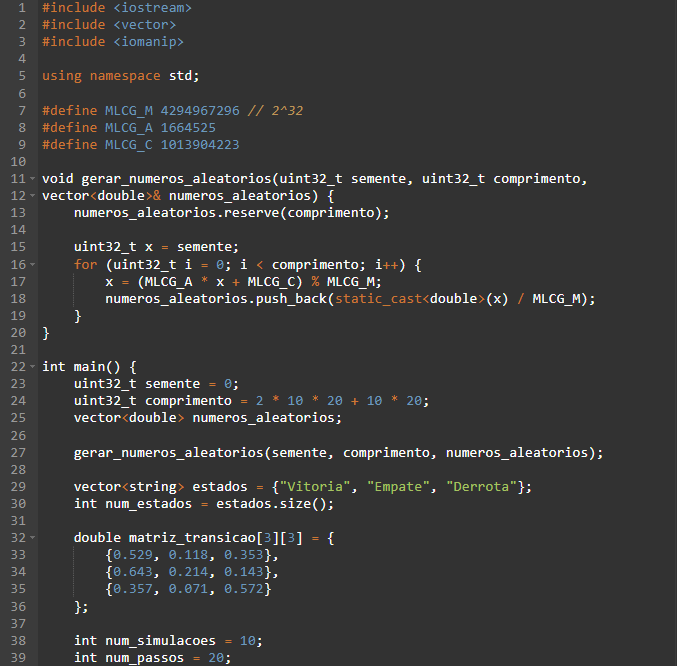 1 #include <iostream>
2 #include <vector>
3 #include <iomanip>
4
5 using namespace std;
6
7 #define MLCG_M 4294967296 // 2^32
8 #define MLCG_A 1664525
9 #define MLCG_C 1013904223
10
11 void gerar_numeros_aleatorios(uint32_t semente, uint32_t comprimento,
12 vector<double>& numeros_aleatorios) {
13     numeros_aleatorios.reserve(comprimento);
14
15     uint32_t x = semente;
16     for (uint32_t i = 0; i < comprimento; i++) {
17         x = (MLCG_A * x + MLCG_C) % MLCG_M;
18         numeros_aleatorios.push_back(static_cast<double>(x) / MLCG_M);
19     }
20 }
21
22 int main() {
23     uint32_t semente = 0;
24     uint32_t comprimento = 2 * 10 * 20 + 10 * 20;
25     vector<double> numeros_aleatorios;
26
27     gerar_numeros_aleatorios(semente, comprimento, numeros_aleatorios);
28
29     vector<string> estados = {"Vitoria", "Empate", "Derrota"};
30     int num_estados = estados.size();
31
32     double matriz_transicao[3][3] = {
33         {0.529, 0.118, 0.353},
34         {0.643, 0.214, 0.143},
35         {0.357, 0.071, 0.572}
36     };
37
38     int num_simulacoes = 10;
39     int num_passos = 20;